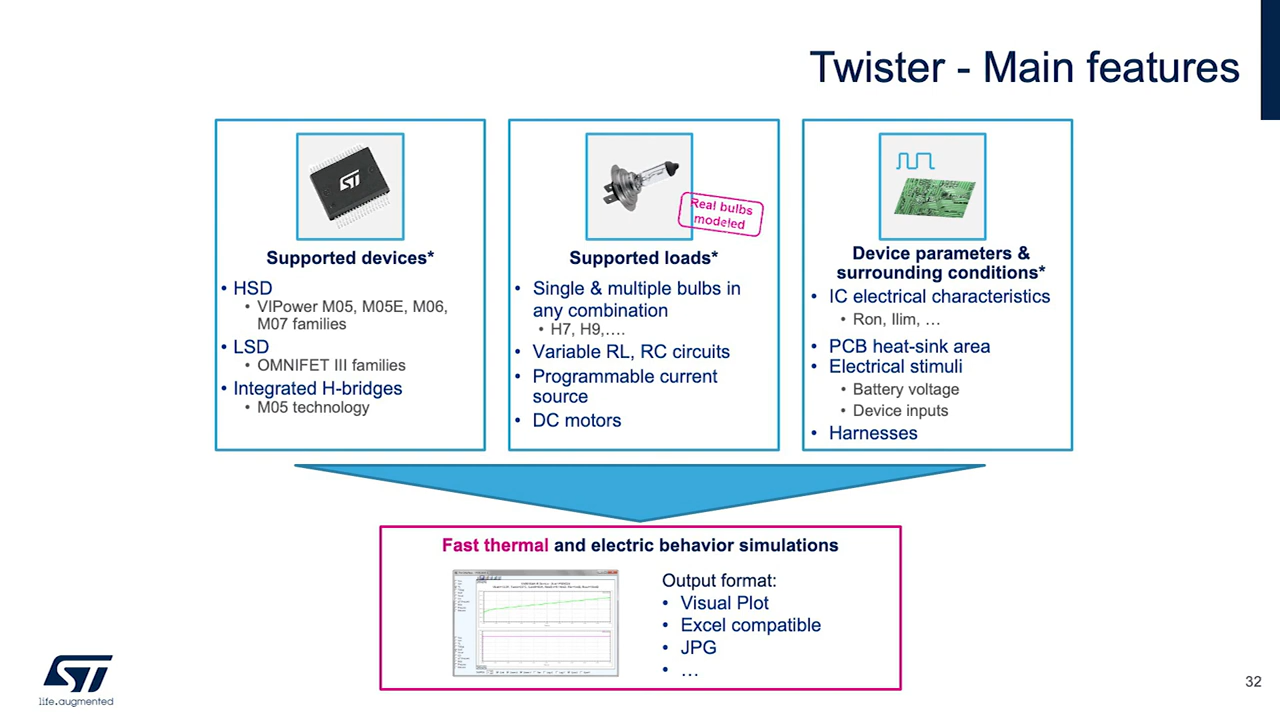 Twister - Main features
ST
Supported devices*
• HSD
• VIPower M05, M05E, M06,
M07 families
• LSD
• OMNIFET III families
• Integrated H-bridges
• M05 technology
Real bulbs
modeled
Supported loads*
• Single & multiple bulbs in
any combination
• H7, H9,....
• Variable RL, RC circuits
• Programmable current
source
• DC motors
Device parameters &
surrounding conditions*
• IC electrical characteristics
• Ron, Ilim, …
• PCB heat-sink area
• Electrical stimuli
• Battery voltage
• Device inputs
• Harnesses
Fast thermal and electric behavior simulations
Output format:
• Visual Plot
• Excel compatible
• JPG
• …
ST
life.augmented
32